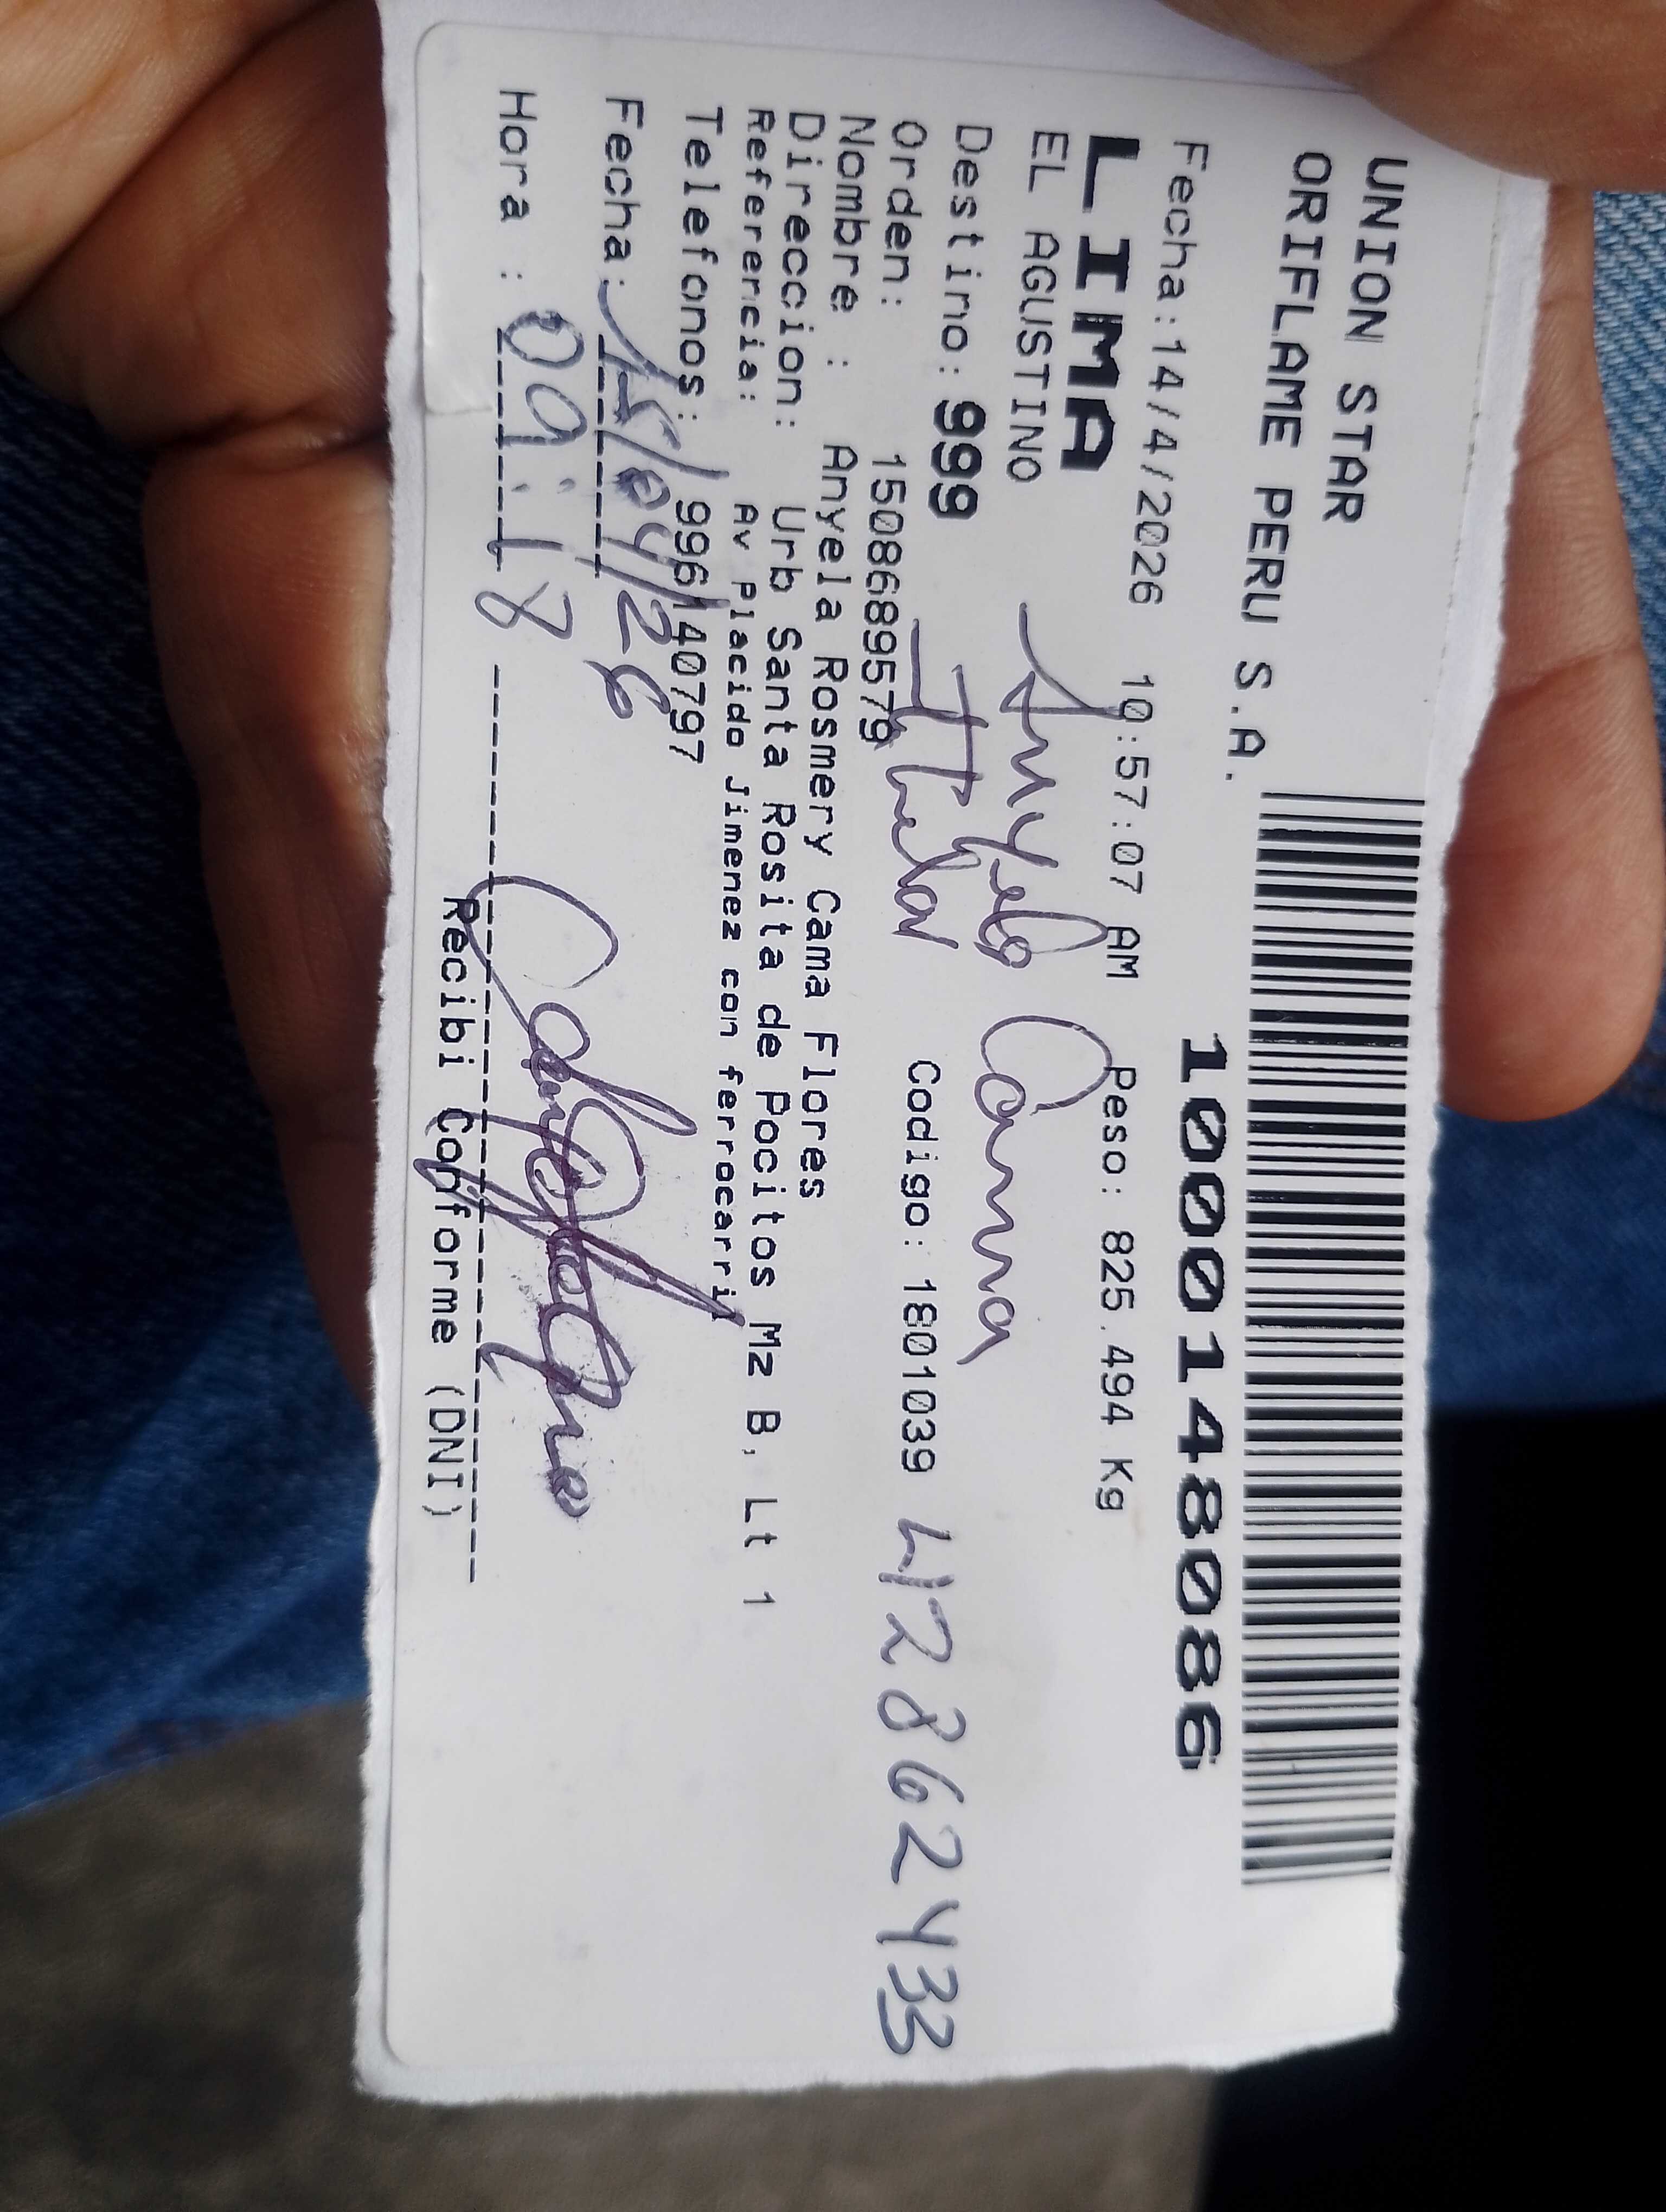 UNION STAR
ORIFLAME PERU S.A.
1000148086
Fecha:14/4/2026 10:57:07 AM Peso: 825.494 Kg
LIMA
EL AGUSTINO
Anyela Cama
Destino: 999
Titular
42862433
Orden: 1508689579 Codigo: 1801039
Nombre : Anyela Rosmery Cama Flores
Direccion: Urb Santa Rosita de Pocitos Mz B, Lt 1
Referencia: Av Placido Jimenez con ferrocarril
Telefonos: 996140797
Fecha: 15/04/26
Hora : 09:18
Recibi Conforme (DNI)